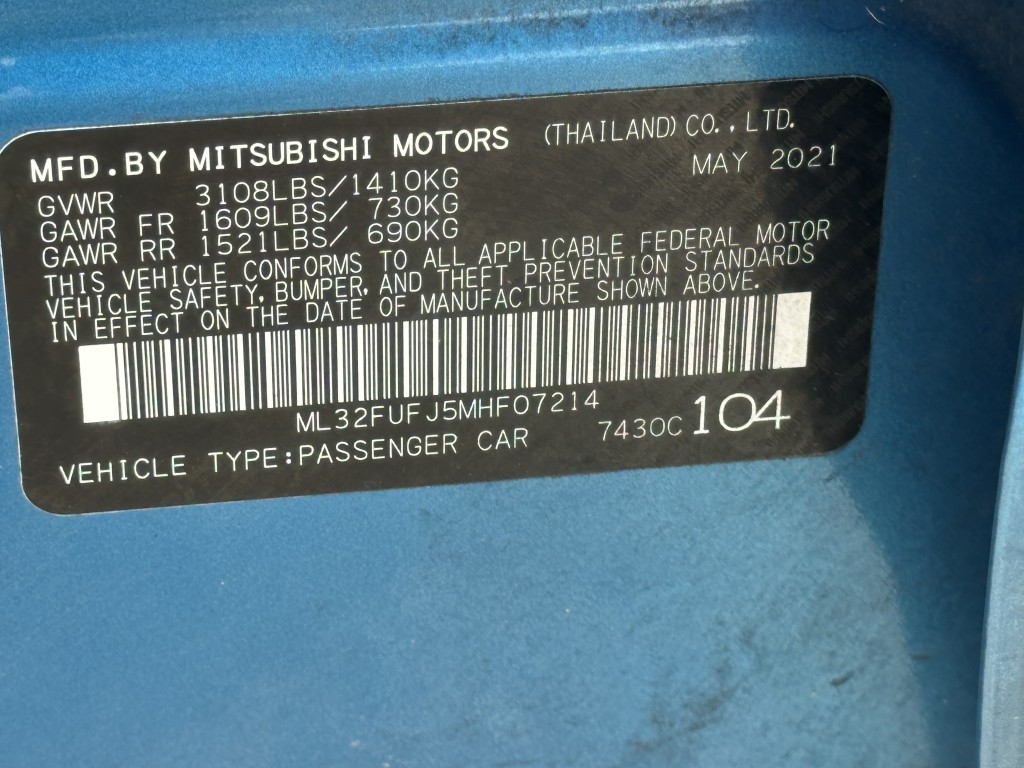 MFD.BY MITSUBISHI MOTORS (THAILAND) CO.,LTD.
MAY 2021
GVWR 3108LBS/1410KG
GAWR FR 1609LBS/ 730KG
GAWR RR 1521LBS/ 690KG
THIS VEHICLE CONFORMS TO ALL APPLICABLE FEDERAL MOTOR
VEHICLE SAFETY, BUMPER, AND THEFT PREVENTION STANDARDS
IN EFFECT ON THE DATE OF MANUFACTURE SHOWN ABOVE.
ML32FUFJ5MHF07214
VEHICLE TYPE:PASSENGER CAR 7430C 104